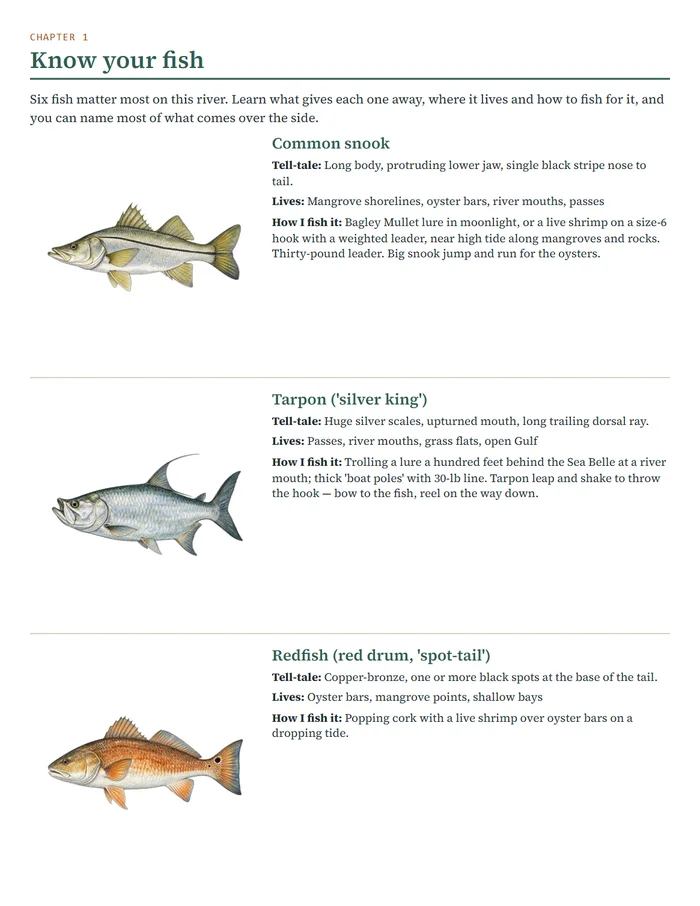 CHAPTER 1
Know your fish
Six fish matter most on this river. Learn what gives each one away, where it lives and how to fish for it, and
you can name most of what comes over the side.
Common snook
Tell-tale: Long body, protruding lower jaw, single black stripe nose to
tail.
Lives: Mangrove shorelines, oyster bars, river mouths, passes
How I fish it: Bagley Mullet lure in moonlight, or a live shrimp on a size-6
hook with a weighted leader, near high tide along mangroves and rocks.
Thirty-pound leader. Big snook jump and run for the oysters.
Tarpon ('silver king')
Tell-tale: Huge silver scales, upturned mouth, long trailing dorsal ray.
Lives: Passes, river mouths, grass flats, open Gulf
How I fish it: Trolling a lure a hundred feet behind the Sea Belle at a river
mouth; thick 'boat poles' with 30-lb line. Tarpon leap and shake to throw
the hook — bow to the fish, reel on the way down.
Redfish (red drum, 'spot-tail')
Tell-tale: Copper-bronze, one or more black spots at the base of the tail.
Lives: Oyster bars, mangrove points, shallow bays
How I fish it: Popping cork with a live shrimp over oyster bars on a
dropping tide.